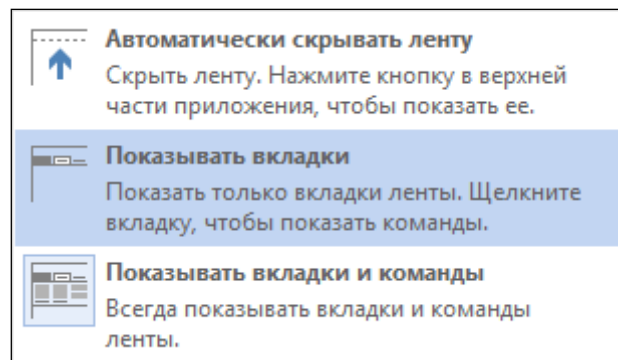 Автоматически скрывать ленту
Скрыть ленту. Нажмите кнопку в верхней
части приложения, чтобы показать ее.
Показывать вкладки
Показать только вкладки ленты. Щелкните
вкладку, чтобы показать команды.
Показывать вкладки и команды
Всегда показывать вкладки и команды
ленты.